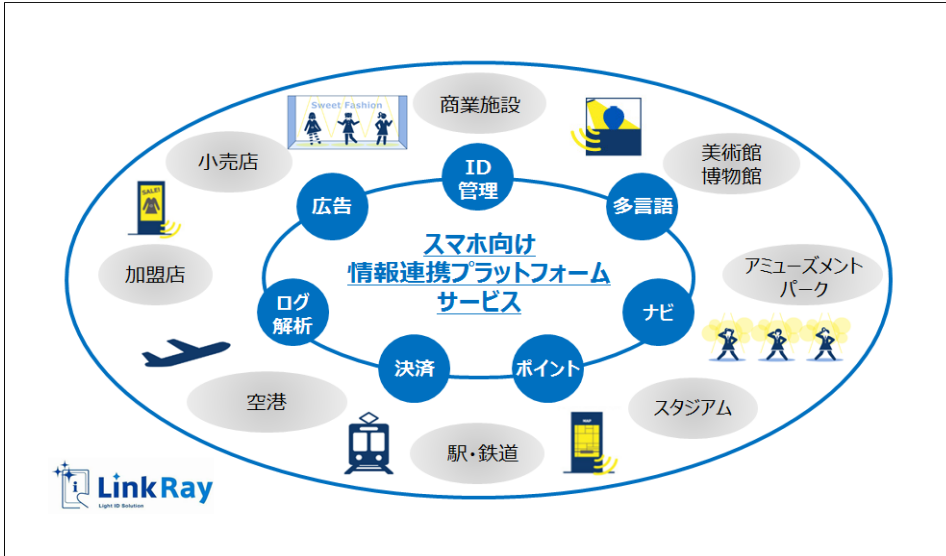 Sweet Fashion
商業施設
小売店
美術館
博物館
ID
管理
広告
多言語
SALE!
スマホ向け
情報連携プラットフォーム
サービス
加盟店
アミューズメント
パーク
ログ
解析
ナビ
決済
ポイント
空港
スタジアム
駅・鉄道
i
LinkRay
Light ID Solution